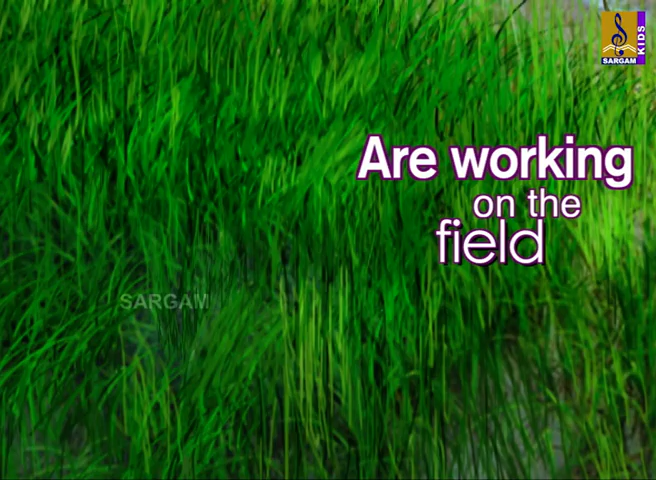 SARGAM
KIDS
Are working
on the
field
SARGAM